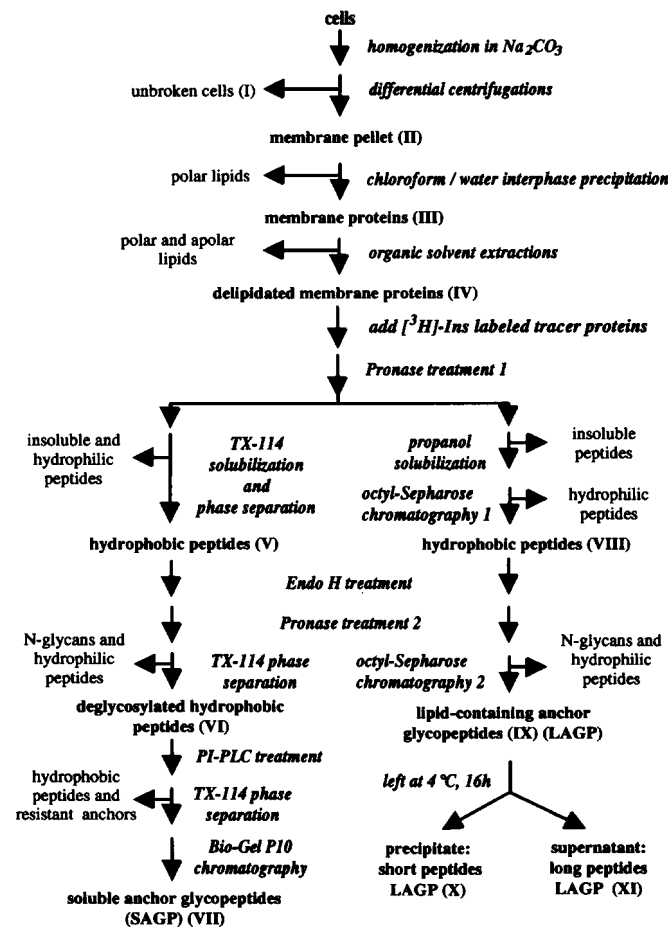 cells
homogenization in Na2CO3
unbroken cells (I)
differential centrifugations
membrane pellet (II)
polar lipids
chloroform / water interphase precipitation
membrane proteins (III)
polar and apolar
lipids
organic solvent extractions
delipidated membrane proteins (IV)
add [3H]-Ins labeled tracer proteins
Pronase treatment 1
insoluble and
hydrophilic
peptides
TX-114
solubilization
and
phase separation
propanol
solubilization
insoluble
peptides
octyl-Sepharose
chromatography 1
hydrophilic
peptides
hydrophobic peptides (V)
hydrophobic peptides (VIII)
Endo H treatment
Pronase treatment 2
N-glycans and
hydrophilic
peptides
TX-114 phase
separation
octyl-Sepharose
chromatography 2
N-glycans and
hydrophilic
peptides
deglycosylated hydrophobic
peptides (VI)
lipid-containing anchor
glycopeptides (IX) (LAGP)
PI-PLC treatment
hydrophobic
peptides and
resistant anchors
TX-114 phase
separation
left at 4 °C, 16h
Bio-Gel P10
chromatography
precipitate:
short peptides
LAGP (X)
supernatant:
long peptides
LAGP (XI)
soluble anchor glycopeptides
(SAGP) (VII)